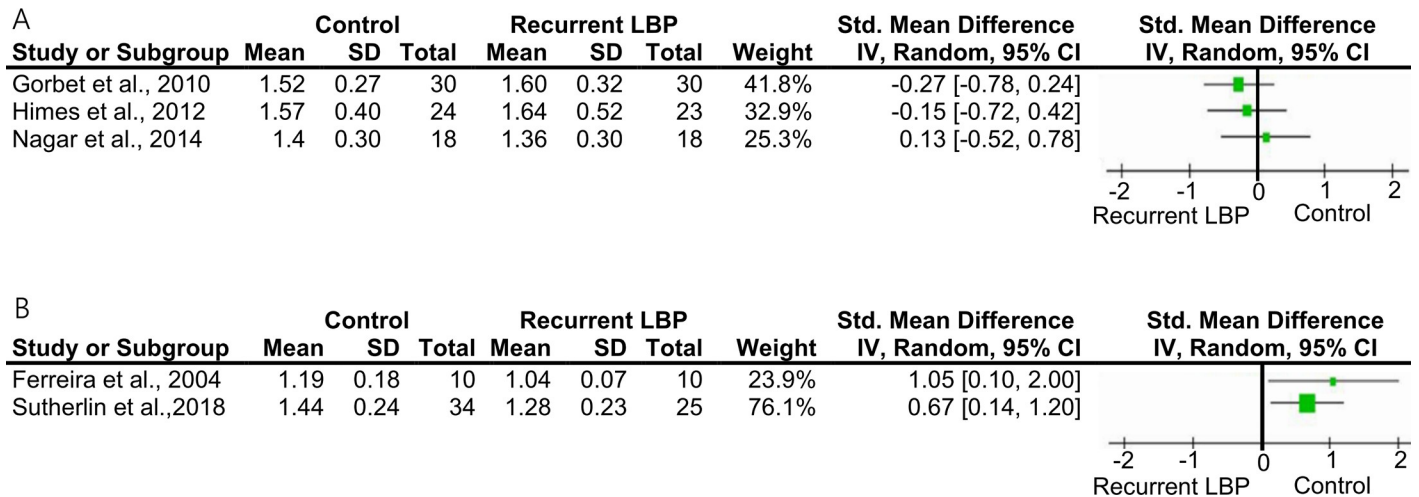 A
Control Recurrent LBP Std. Mean Difference Std. Mean Difference
Study or Subgroup Mean SD Total Mean SD Total Weight IV, Random, 95% CI IV, Random, 95% CI
Gorbet et al., 2010 1.52 0.27 30 1.60 0.32 30 41.8% -0.27 [-0.78, 0.24]
Himes et al., 2012 1.57 0.40 24 1.64 0.52 23 32.9% -0.15 [-0.72, 0.42]
Nagar et al., 2014 1.4 0.30 18 1.36 0.30 18 25.3% 0.13 [-0.52, 0.78]
-2 -1 0 1 2
Recurrent LBP Control
B
Control Recurrent LBP Std. Mean Difference Std. Mean Difference
Study or Subgroup Mean SD Total Mean SD Total Weight IV, Random, 95% CI IV, Random, 95% CI
Ferreira et al., 2004 1.19 0.18 10 1.04 0.07 10 23.9% 1.05 [0.10, 2.00]
Sutherlin et al.,2018 1.44 0.24 34 1.28 0.23 25 76.1% 0.67 [0.14, 1.20]
-2 -1 0 1 2
Recurrent LBP Control